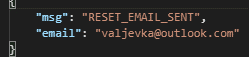 {
"msg": "RESET_EMAIL_SENT",
"email": "valjevka@outlook.com"
}